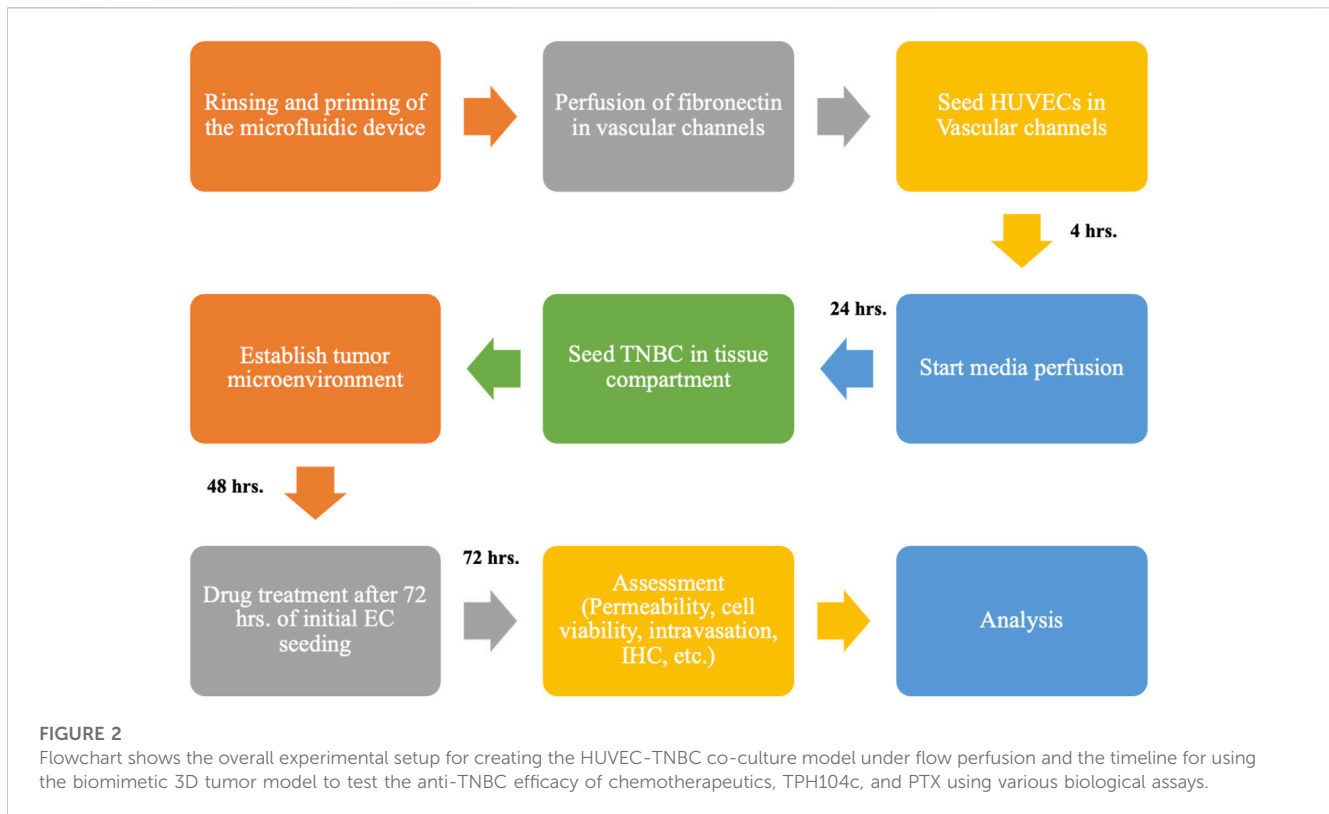 Rinsing and priming of
the microfluidic device
Perfusion of fibronectin
in vascular channels
Seed HUVECs in
Vascular channels
4 hrs.
Start media perfusion
24 hrs.
Seed TNBC in tissue
compartment
Establish tumor
microenvironment
48 hrs.
Drug treatment after 72
hrs. of initial EC
seeding
72 hrs.
Assessment
(Permeability, cell
viability, intravasation,
IHC, etc.)
Analysis
FIGURE 2
Flowchart shows the overall experimental setup for creating the HUVEC-TNBC co-culture model under flow perfusion and the timeline for using
the biomimetic 3D tumor model to test the anti-TNBC efficacy of chemotherapeutics, TPH104c, and PTX using various biological assays.